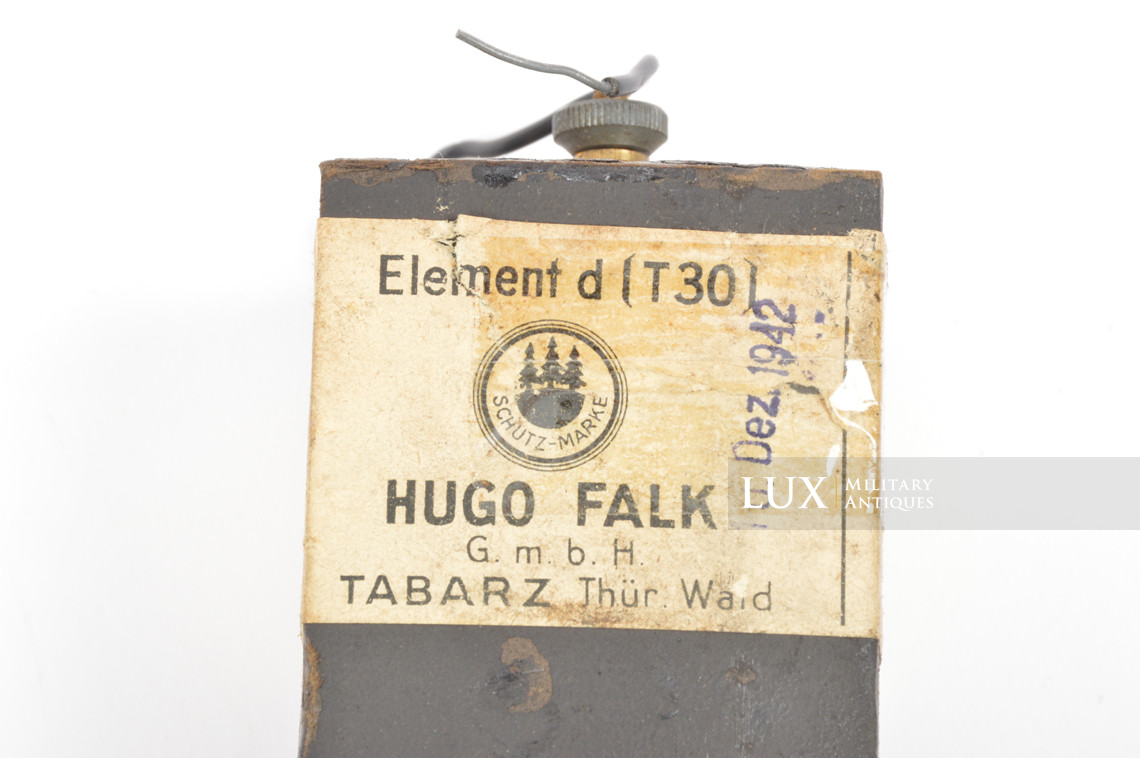 Element d (T30)
SCHUTZ-MARKE
HUGO FALK
G. m. b. H.
TABARZ Thür. Wald
Dez. 1942
LUX MILITARY ANTIQUES